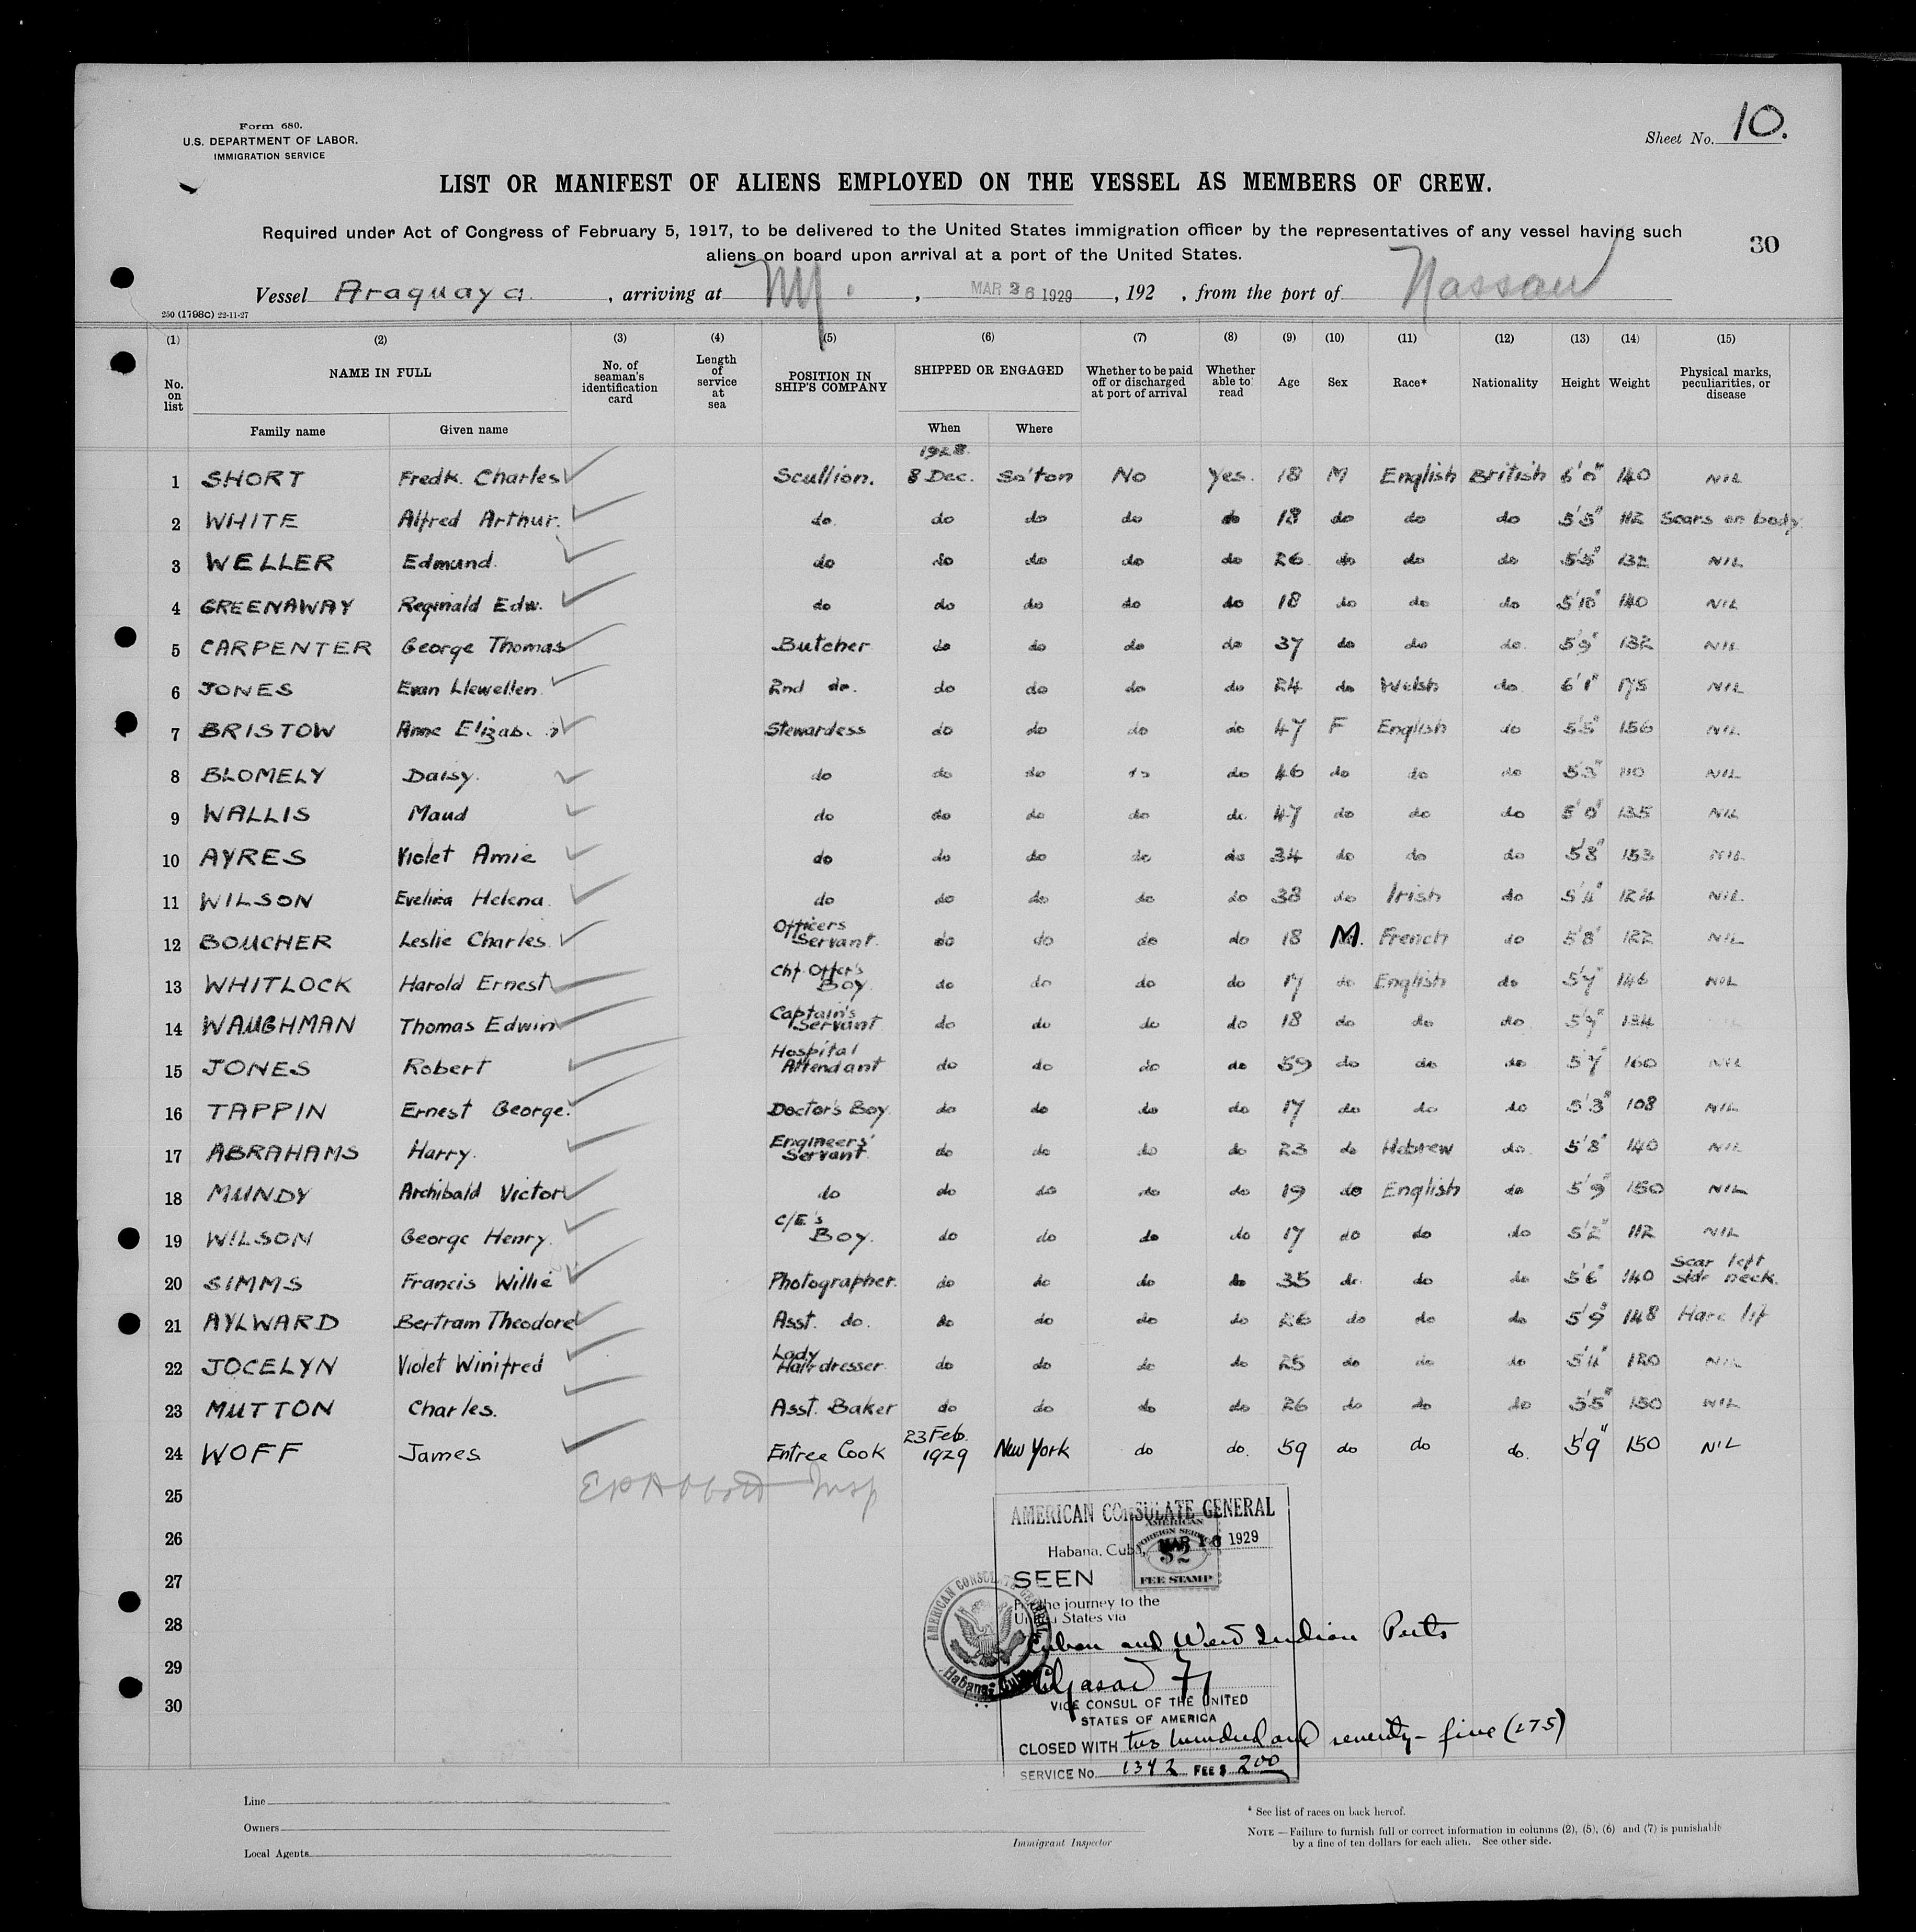 Form 680.
U.S. DEPARTMENT OF LABOR.
IMMIGRATION SERVICE
Sheet No. 10.
LIST OR MANIFEST OF ALIENS EMPLOYED ON THE VESSEL AS MEMBERS OF CREW.
Required under Act of Congress of February 5, 1917, to be delivered to the United States immigration officer by the representatives of any vessel having such
aliens on board upon arrival at a port of the United States.
30
Vessel Araguaya, arriving at NY., MAR 26 1929, 192 , from the port of Nassau
250 (1798C) 22-11-27
(1) (2) (3) (4) (5) (6) (7) (8) (9) (10) (11) (12) (13) (14) (15)
No. on list NAME IN FULL No. of seaman's identification card Length of service at sea POSITION IN SHIP'S COMPANY SHIPPED OR ENGAGED Whether to be paid off or discharged at port of arrival Whether able to read Age Sex Race* Nationality Height Weight Physical marks, peculiarities, or disease
Family name Given name When Where
1928.
1 SHORT Fredk. Charles Scullion. 8 Dec. So'ton No Yes. 18 M English British 6'0" 140 NIL
2 WHITE Alfred Arthur. do do do do do 18 do do do 5'5" 112 Scars on body
3 WELLER Edmund. do do do do do 26 do do do 5'5" 132 NIL
4 GREENAWAY Reginald Edw. do do do do do 18 do do do 5'10" 140 NIL
5 CARPENTER George Thomas Butcher do do do do 37 do do do 5'9" 132 NIL
6 JONES Evan Llewellen. 2nd do. do do do do 24 do Welsh do 6'1" 175 NIL
7 BRISTOW Anne Elizab. Stewardess do do do do 47 F English do 5'5" 156 NIL
8 BLOMELY Daisy. do do do do do 46 do do do 5'3" 110 NIL
9 WALLIS Maud do do do do do 47 do do do 5'0" 135 NIL
10 AYRES Violet Amie do do do do do 34 do do do 5'8" 153 NIL
11 WILSON Evelina Helena. do do do do do 38 do Irish do 5'4" 124 NIL.
12 BOUCHER Leslie Charles. Officers Servant. do do do do 18 M. French do 5'8" 122 NIL
13 WHITLOCK Harold Ernest Chf. Offcr's Boy. do do do do 17 do English do 5'7" 146 NIL
14 WAUGHMAN Thomas Edwin Captain's Servant do do do do 18 do do do 5'9" 134
15 JONES Robert Hospital Attendant do do do do 59 do do do 5'7" 160 NIL
16 TAPPIN Ernest George. Doctor's Boy. do do do do 17 do do do 5'3" 108 NIL
17 ABRAHAMS Harry. Engineers' Servant. do do do do 23 do Hebrew do 5'8" 140 NIL
18 MUNDY Archibald Victor do do do do do 19 do English do 5'9" 150 NIL
19 WILSON George Henry. C/E.'s Boy. do do do do 17 do do do 5'2" 112 NIL
20 SIMMS Francis Willie Photographer. do do do do 35 do do do 5'6" 140 Scar left side neck.
21 AYLWARD Bertram Theodore Asst. do. do do do do 26 do do do 5'9" 148 Hare lip
22 JOCELYN Violet Winifred Lady Hairdresser. do do do do 25 do do do 5'4" 120 NIL
23 MUTTON Charles. Asst. Baker do do do do 26 do do do 5'5" 150 NIL
24 WOFF James Entree Cook 23 Feb. 1929 New York do do. 59 do do do. 5'9" 150 NIL
25
26
27
28
29
30
Insp
AMERICAN CONSULATE GENERAL
Habana, Cuba, MAR 16 1929
AMERICAN FOREIGN SERVICE $2 FEE STAMP
SEEN
For the journey to the
United States via
Cuban and West Indian Ports
AMERICAN CONSULATE GENERAL Habana, Cuba
VICE CONSUL OF THE UNITED
STATES OF AMERICA
CLOSED WITH two hundred and seventy-five (275)
SERVICE No. 1342 FEE $ 200
Line
Owners
Local Agents
Immigrant Inspector
* See list of races on back hereof.
NOTE — Failure to furnish full or correct information in columns (2), (5), (6) and (7) is punishable
by a fine of ten dollars for each alien. See other side.